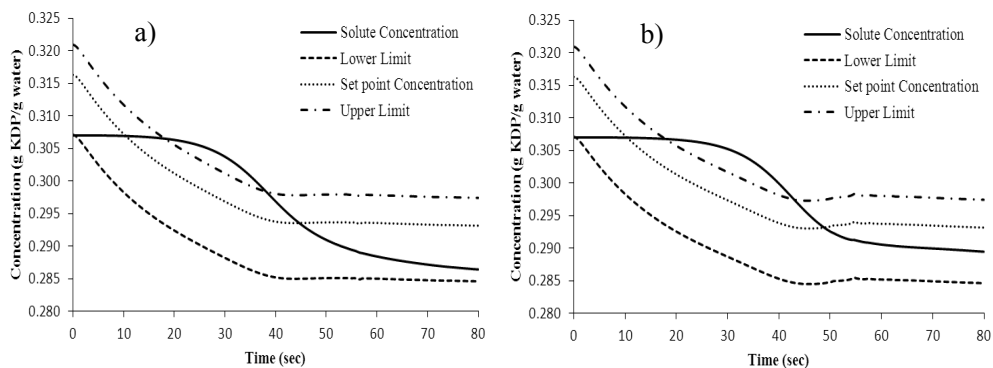 a)
0.325
0.320
0.315
0.310
0.305
0.300
0.295
0.290
0.285
0.280
Concentration (g KDP/g water)
Solute Concentration
Lower Limit
Set point Concentration
Upper Limit
0 10 20 30 40 50 60 70 80
Time (sec)
b)
0.325
0.320
0.315
0.310
0.305
0.300
0.295
0.290
0.285
0.280
Concentration (g KDP/g water)
Solute Concentration
Lower Limit
Set point Concentration
Upper Limit
0 10 20 30 40 50 60 70 80
Time (sec)